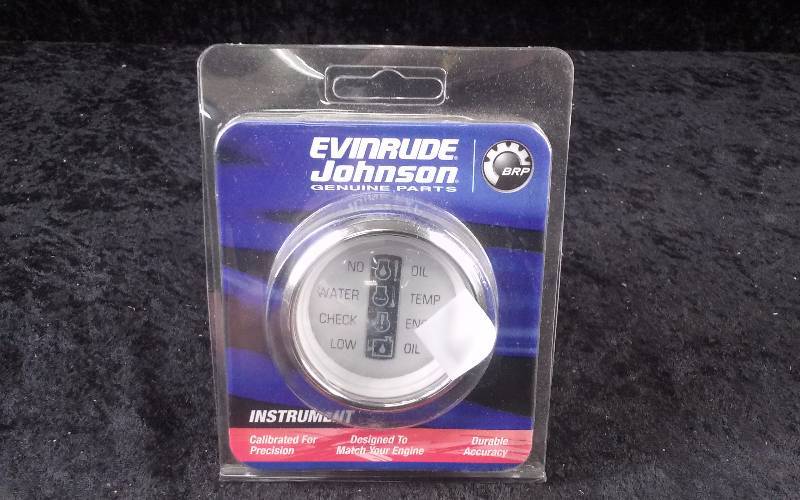 EVINRUDE
Johnson
GENUINE PARTS
BRP
NO OIL
WATER TEMP
CHECK
LOW OIL
INSTRUMENT
Calibrated For Precision
Designed To Match Your Engine
Durable Accuracy